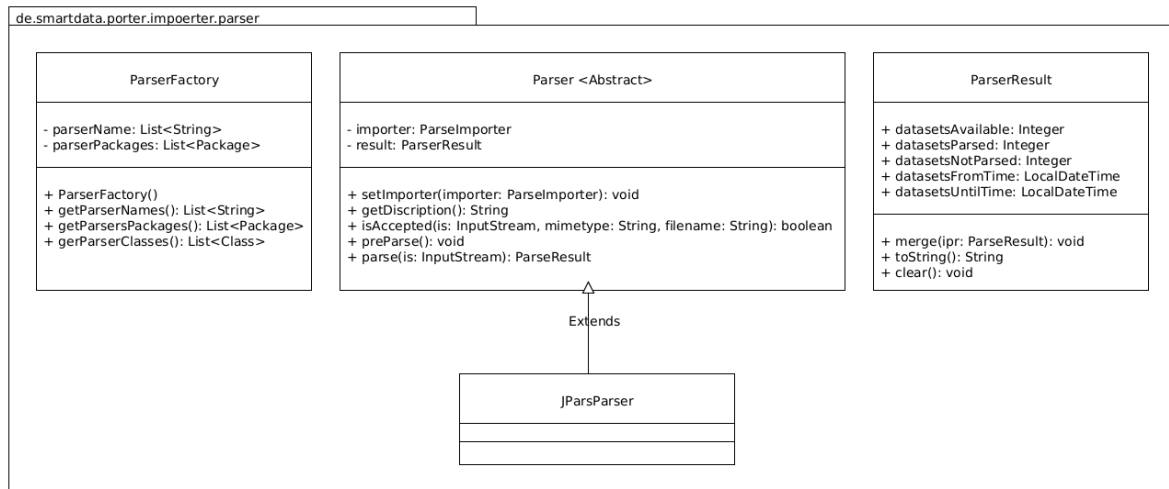 de.smartdata.porter.impoerter.parser
ParserFactory
- parserName: List<String>
- parserPackages: List<Package>
+ ParserFactory()
+ getParserNames(): List<String>
+ getParsersPackages(): List<Package>
+ gerParserClasses(): List<Class>
Parser <Abstract>
- importer: ParseImporter
- result: ParserResult
+ setImporter(importer: ParseImporter): void
+ getDiscription(): String
+ isAccepted(is: InputStream, mimetype: String, filename: String): boolean
+ preParse(): void
+ parse(is: InputStream): ParseResult
ParserResult
+ datasetsAvailable: Integer
+ datasetsParsed: Integer
+ datasetsNotParsed: Integer
+ datasetsFromTime: LocalDateTime
+ datasetsUntilTime: LocalDateTime
+ merge(ipr: ParseResult): void
+ toString(): String
+ clear(): void
Extends
JParsParser